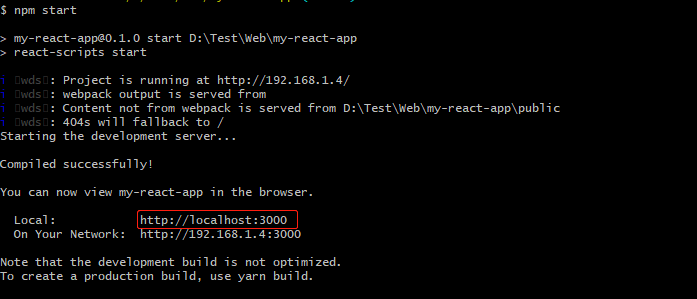 $ npm start
> my-react-app@0.1.0 start D:\Test\Web\my-react-app
> react-scripts start
i 「wds」: Project is running at http://192.168.1.4/
i 「wds」: webpack output is served from
i 「wds」: Content not from webpack is served from D:\Test\Web\my-react-app\public
i 「wds」: 404s will fallback to /
Starting the development server...
Compiled successfully!
You can now view my-react-app in the browser.
Local: http://localhost:3000
On Your Network: http://192.168.1.4:3000
Note that the development build is not optimized.
To create a production build, use yarn build.